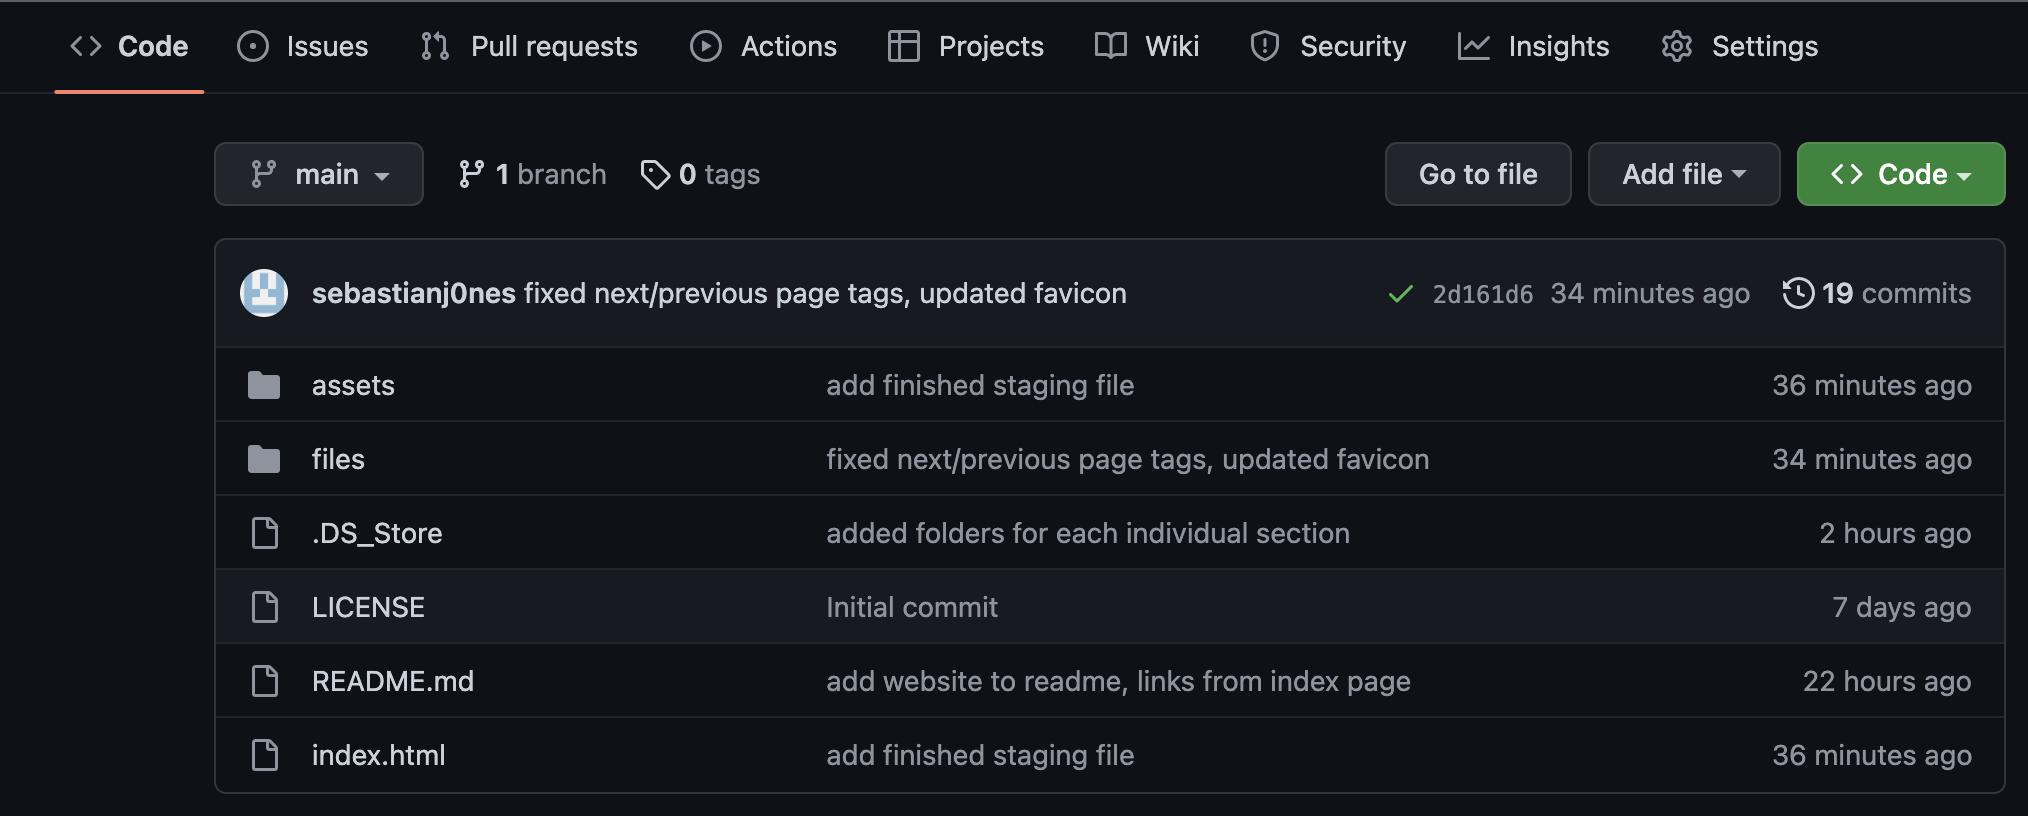 Code Issues Pull requests Actions Projects Wiki Security Insights Settings
main 1 branch 0 tags Go to file Add file Code
sebastianj0nes fixed next/previous page tags, updated favicon 2d161d6 34 minutes ago 19 commits
assets add finished staging file 36 minutes ago
files fixed next/previous page tags, updated favicon 34 minutes ago
.DS_Store added folders for each individual section 2 hours ago
LICENSE Initial commit 7 days ago
README.md add website to readme, links from index page 22 hours ago
index.html add finished staging file 36 minutes ago